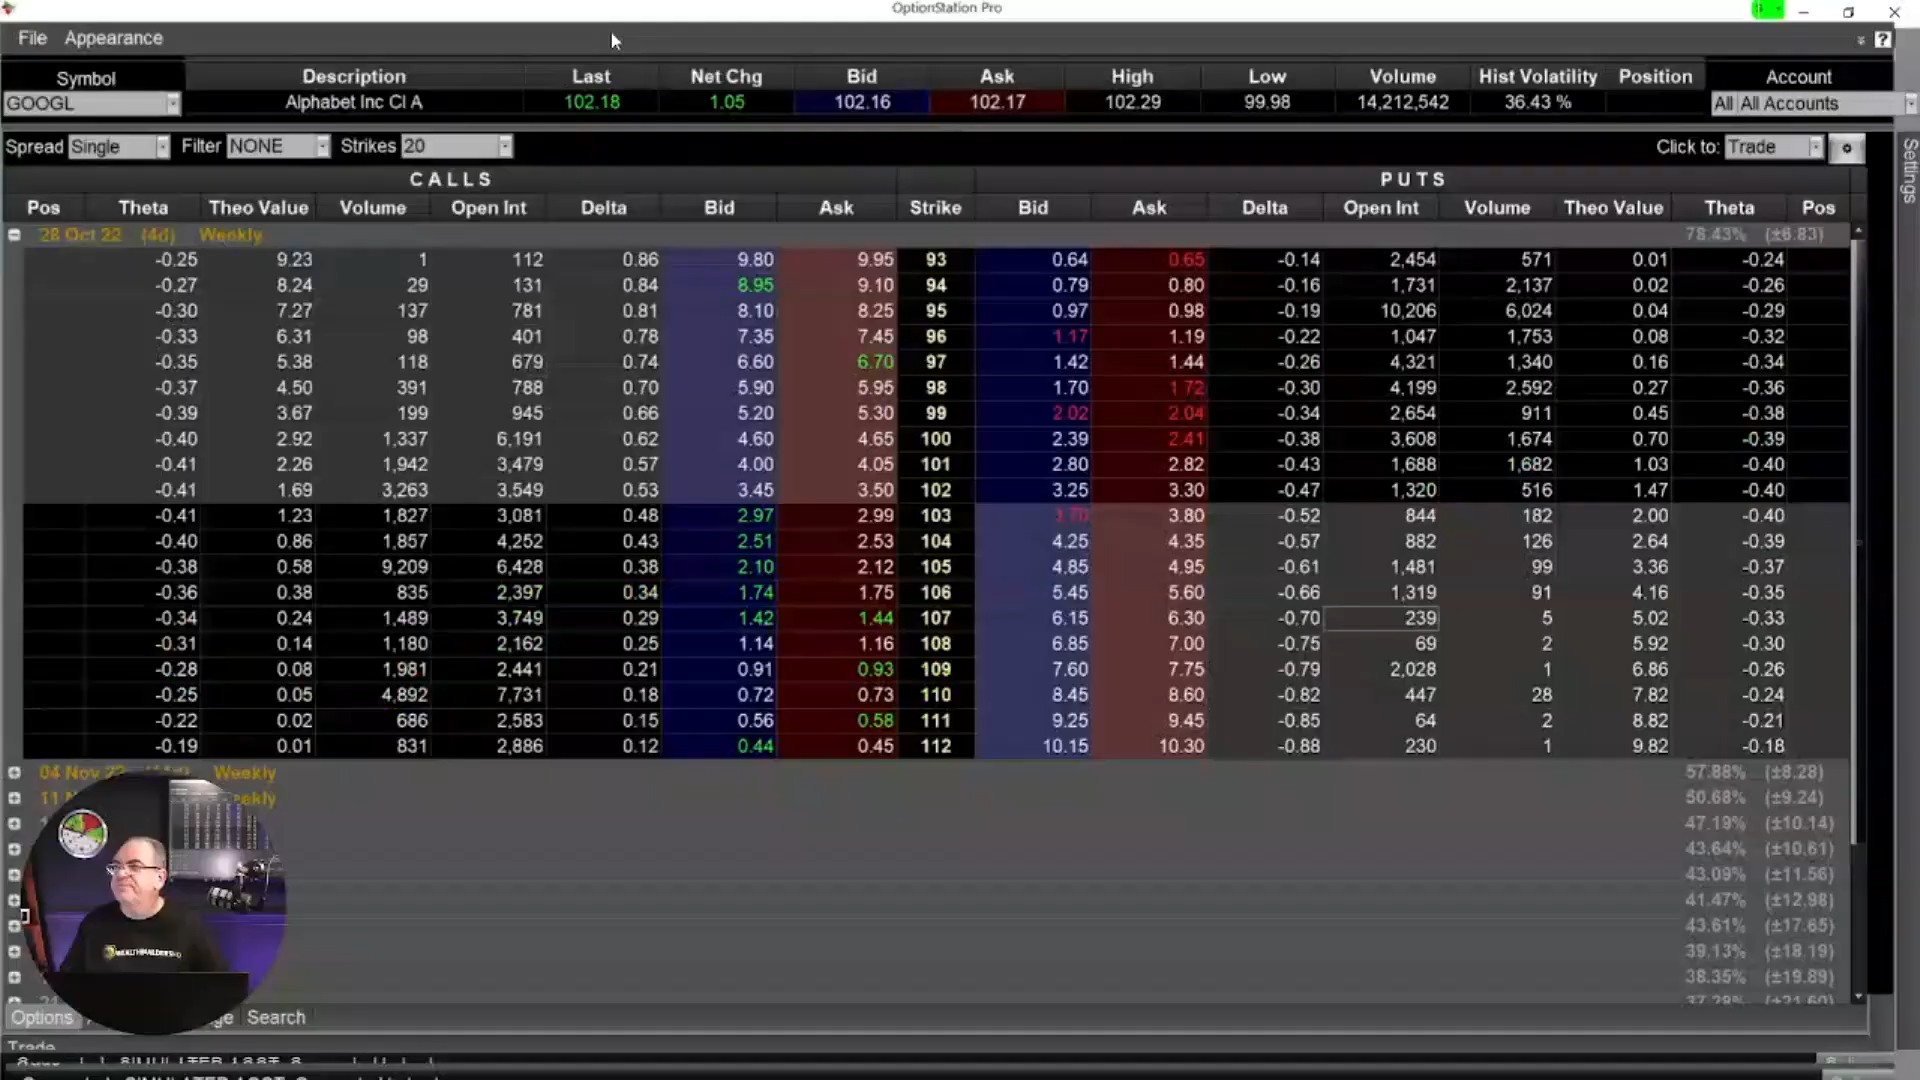 OptionStation Pro
File Appearance
Symbol Description Last Net Chg Bid Ask High Low Volume Hist Volatility Position Account
GOOGL Alphabet Inc Cl A 102.18 1.05 102.16 102.17 102.29 99.98 14,212,542 36.43 % All All Accounts
Spread Single Filter NONE Strikes 20 Click to: Trade
Settings
CALLS PUTS
Pos Theta Theo Value Volume Open Int Delta Bid Ask Strike Bid Ask Delta Open Int Volume Theo Value Theta Pos
28 Oct 22 (4d) Weekly 78.43% (±6.83)
-0.25 9.23 1 112 0.86 9.80 9.95 93 0.64 0.65 -0.14 2,454 571 0.01 -0.24
-0.27 8.24 29 131 0.84 8.95 9.10 94 0.79 0.80 -0.16 1,731 2,137 0.02 -0.26
-0.30 7.27 137 781 0.81 8.10 8.25 95 0.97 0.98 -0.19 10,206 6,024 0.04 -0.29
-0.33 6.31 98 401 0.78 7.35 7.45 96 1.17 1.19 -0.22 1,047 1,753 0.08 -0.32
-0.35 5.38 118 679 0.74 6.60 6.70 97 1.42 1.44 -0.26 4,321 1,340 0.16 -0.34
-0.37 4.50 391 788 0.70 5.90 5.95 98 1.70 1.72 -0.30 4,199 2,592 0.27 -0.36
-0.39 3.67 199 945 0.66 5.20 5.30 99 2.02 2.04 -0.34 2,654 911 0.45 -0.38
-0.40 2.92 1,337 6,191 0.62 4.60 4.65 100 2.39 2.41 -0.38 3,608 1,674 0.70 -0.39
-0.41 2.26 1,942 3,479 0.57 4.00 4.05 101 2.80 2.82 -0.43 1,688 1,682 1.03 -0.40
-0.41 1.69 3,263 3,549 0.53 3.45 3.50 102 3.25 3.30 -0.47 1,320 516 1.47 -0.40
-0.41 1.23 1,827 3,081 0.48 2.97 2.99 103 3.70 3.80 -0.52 844 182 2.00 -0.40
-0.40 0.86 1,857 4,252 0.43 2.51 2.53 104 4.25 4.35 -0.57 882 126 2.64 -0.39
-0.38 0.58 9,209 6,428 0.38 2.10 2.12 105 4.85 4.95 -0.61 1,481 99 3.36 -0.37
-0.36 0.38 835 2,397 0.34 1.74 1.75 106 5.45 5.60 -0.66 1,319 91 4.16 -0.35
-0.34 0.24 1,489 3,749 0.29 1.42 1.44 107 6.15 6.30 -0.70 239 5 5.02 -0.33
-0.31 0.14 1,180 2,162 0.25 1.14 1.16 108 6.85 7.00 -0.75 69 2 5.92 -0.30
-0.28 0.08 1,981 2,441 0.21 0.91 0.93 109 7.60 7.75 -0.79 2,028 1 6.86 -0.26
-0.25 0.05 4,892 7,731 0.18 0.72 0.73 110 8.45 8.60 -0.82 447 28 7.82 -0.24
-0.22 0.02 686 2,583 0.15 0.56 0.58 111 9.25 9.45 -0.85 64 2 8.82 -0.21
-0.19 0.01 831 2,886 0.12 0.44 0.45 112 10.15 10.30 -0.88 230 1 9.82 -0.18
04 Nov Weekly 57.88% (±8.28)
11 50.68% (±9.24)
47.19% (±10.14)
43.64% (±10.61)
43.09% (±11.56)
41.47% (±12.98)
43.61% (±17.65)
39.13% (±18.19)
38.35% (±19.89)
37.28% (±21.60)
Options Search
Trade